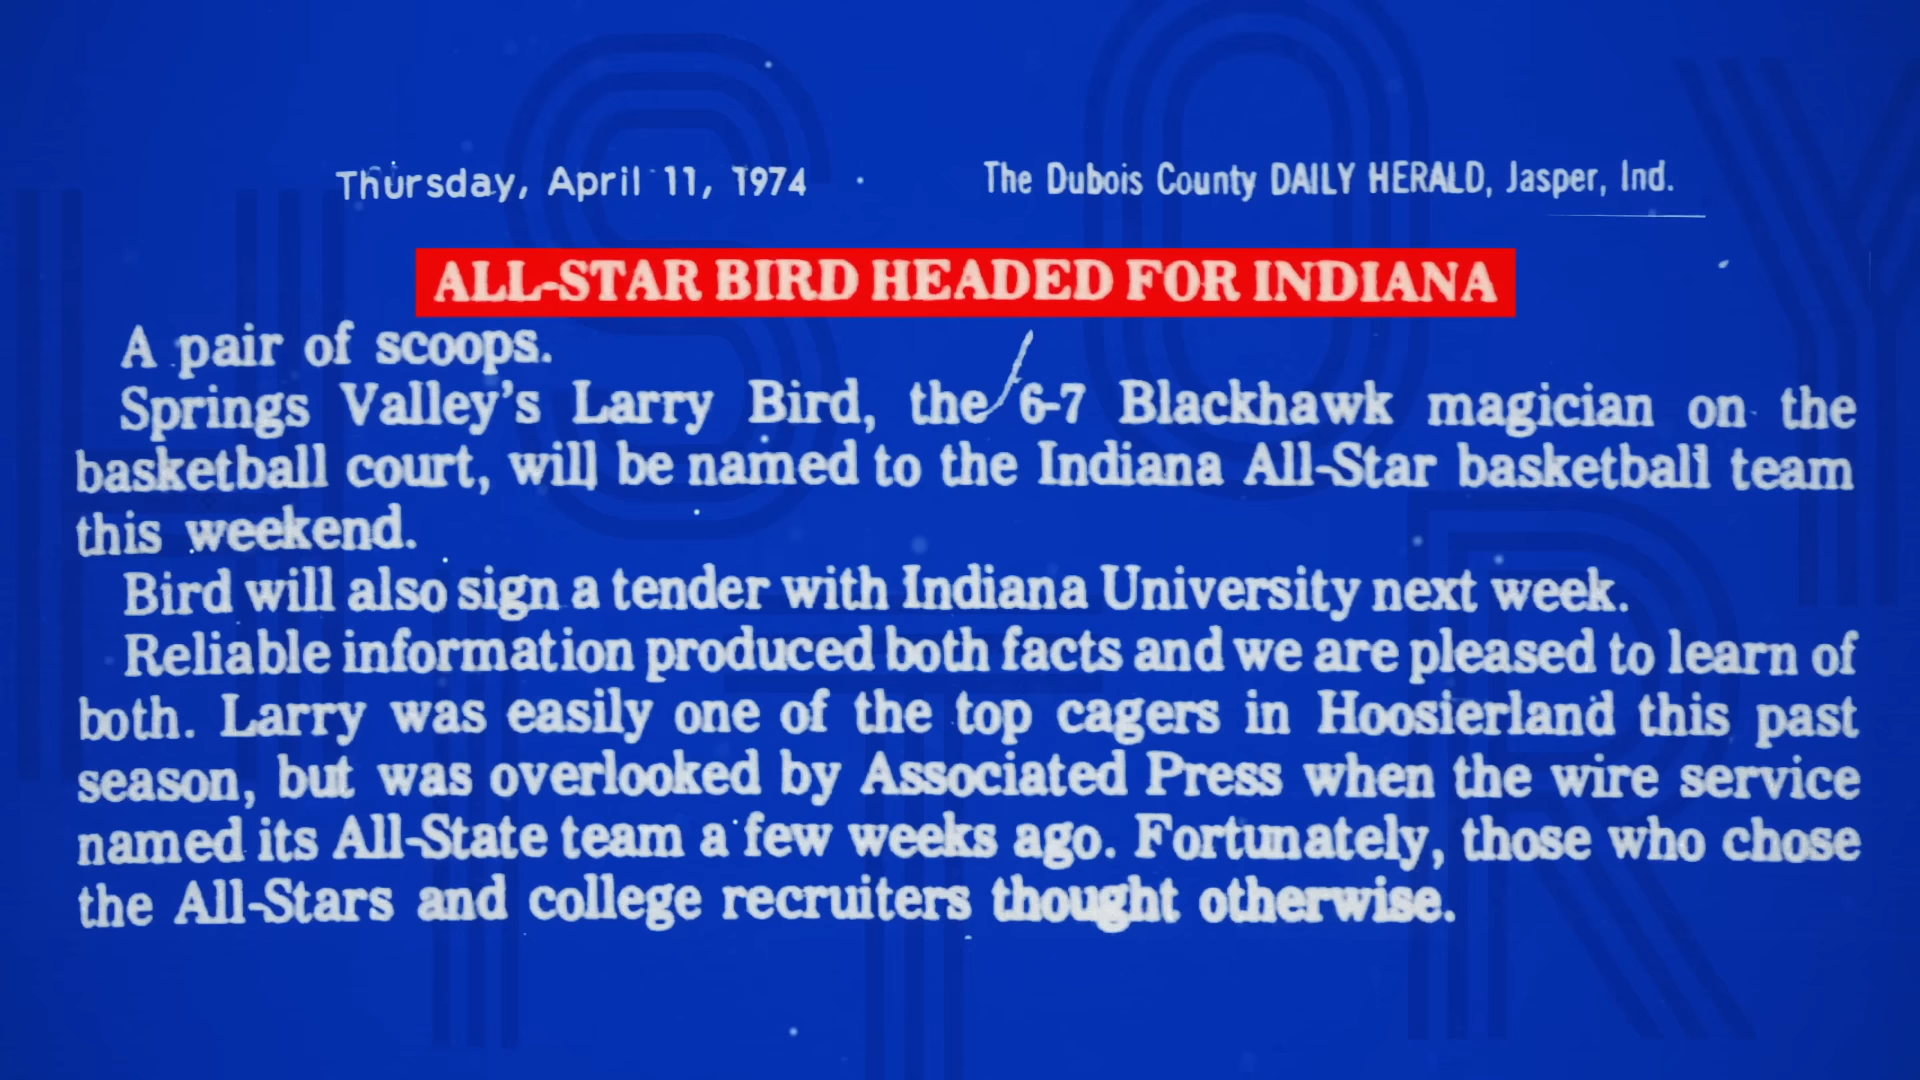 Thursday, April 11, 1974
The Dubois County DAILY HERALD, Jasper, Ind.
ALL-STAR BIRD HEADED FOR INDIANA
A pair of scoops.
Springs Valley's Larry Bird, the 6-7 Blackhawk magician on the
basketball court, will be named to the Indiana All-Star basketball team
this weekend.
Bird will also sign a tender with Indiana University next week.
Reliable information produced both facts and we are pleased to learn of
both. Larry was easily one of the top cagers in Hoosierland this past
season, but was overlooked by Associated Press when the wire service
named its All-State team a few weeks ago. Fortunately, those who chose
the All-Stars and college recruiters thought otherwise.
HISTORY